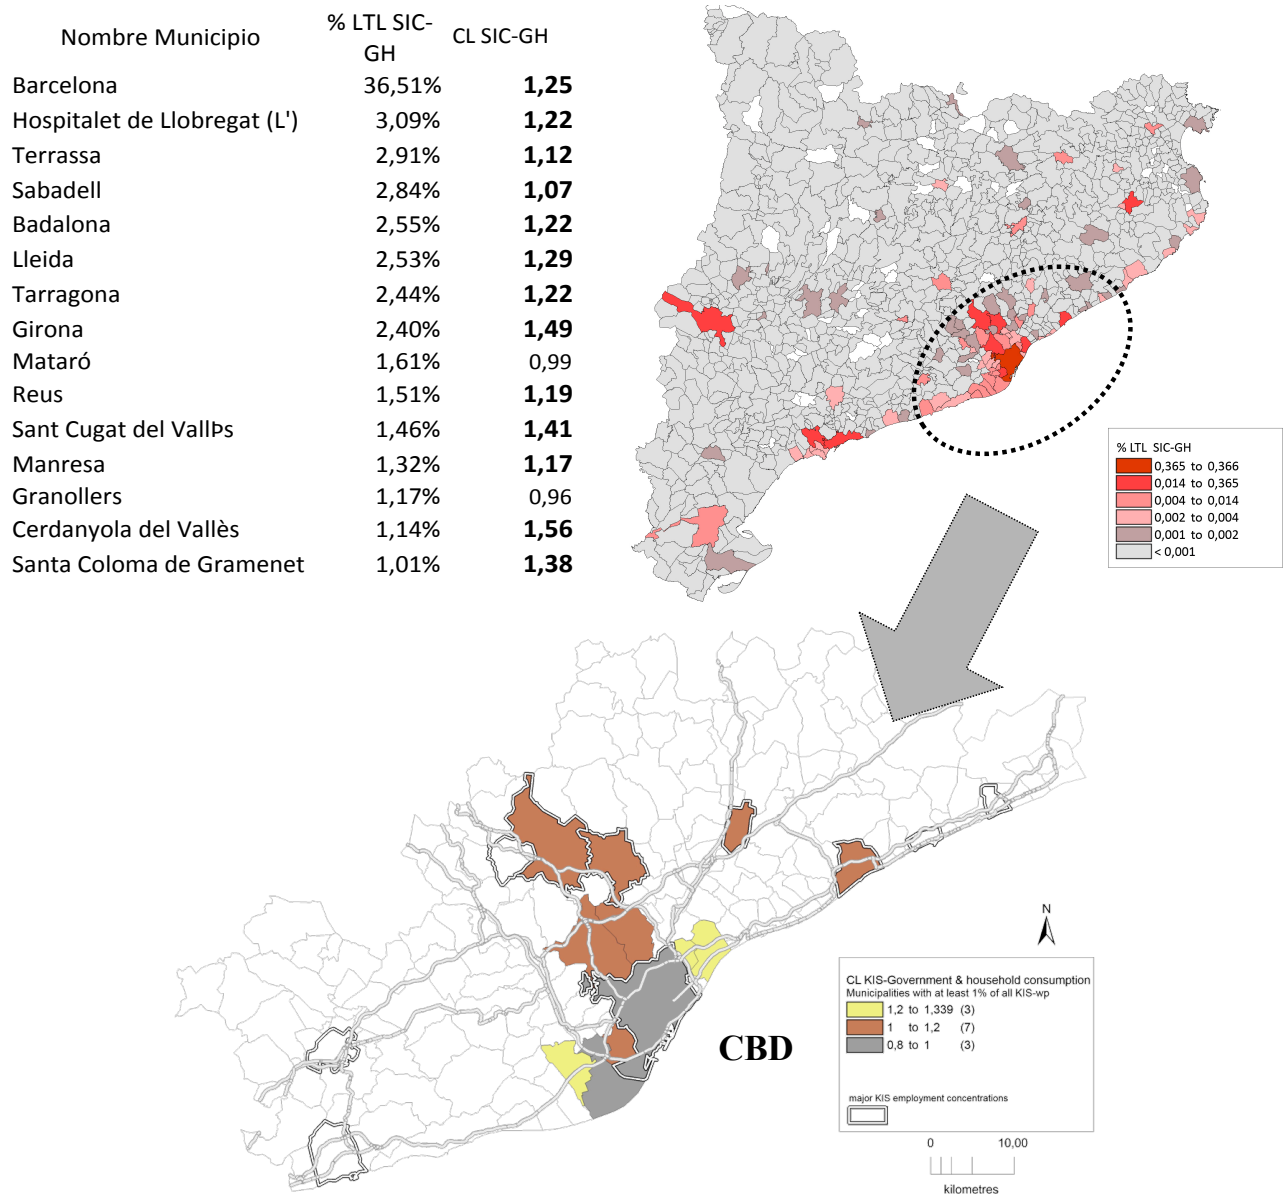 Nombre Municipio % LTL SIC-GH CL SIC-GH
Barcelona 36,51% 1,25
Hospitalet de Llobregat (L') 3,09% 1,22
Terrassa 2,91% 1,12
Sabadell 2,84% 1,07
Badalona 2,55% 1,22
Lleida 2,53% 1,29
Tarragona 2,44% 1,22
Girona 2,40% 1,49
Mataró 1,61% 0,99
Reus 1,51% 1,19
Sant Cugat del VallÞs 1,46% 1,41
Manresa 1,32% 1,17
Granollers 1,17% 0,96
Cerdanyola del Vallès 1,14% 1,56
Santa Coloma de Gramenet 1,01% 1,38
% LTL SIC-GH
0,365 to 0,366
0,014 to 0,365
0,004 to 0,014
0,002 to 0,004
0,001 to 0,002
< 0,001
N
CBD
CL KIS-Government & household consumption
Municipalities with at least 1% of all KIS-wp
1,2 to 1,339 (3)
1 to 1,2 (7)
0,8 to 1 (3)
major KIS employment concentrations
0 10,00
kilometres